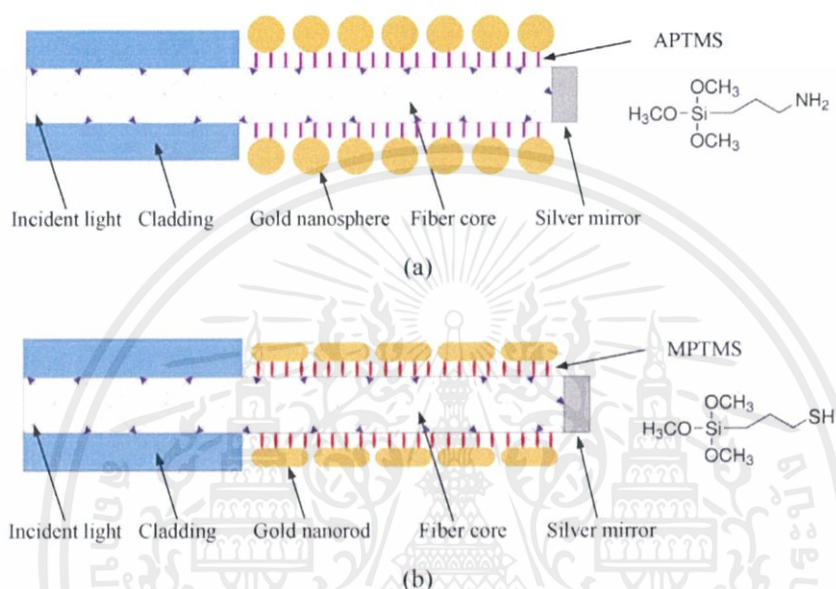 APTMS
OCH3
H3CO Si NH2
OCH3
Incident light Cladding Gold nanosphere Fiber core Silver mirror
(a)
MPTMS
OCH3
H3CO Si SH
OCH3
Incident light Cladding Gold nanorod Fiber core Silver mirror
(b)